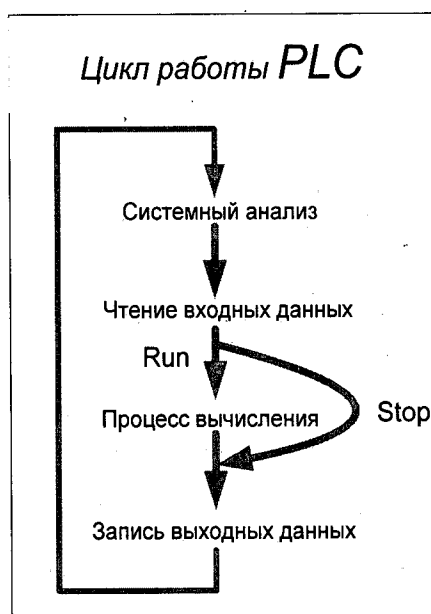 Цикл работы PLC
Системный анализ
Чтение входных данных
Run
Процесс вычисления
Stop
Запись выходных данных